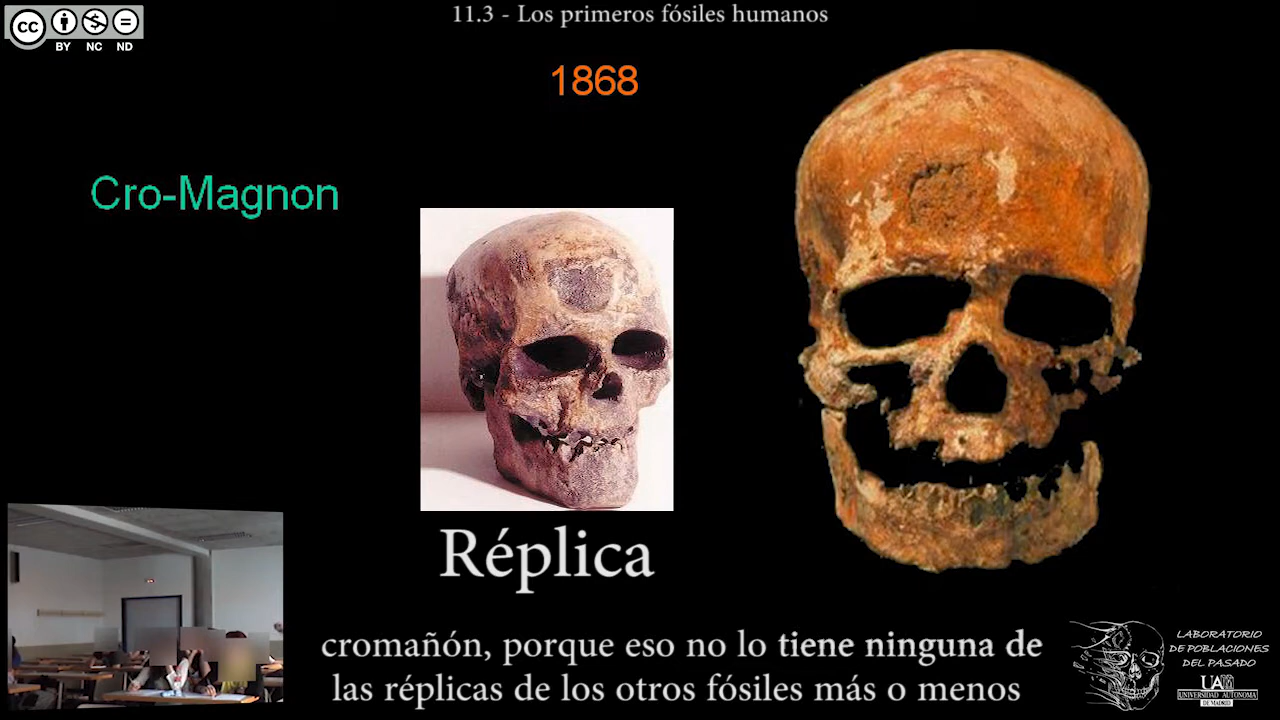 11.3 - Los primeros fósiles humanos
cc
BY NC ND
1868
Cro-Magnon
Réplica
cromañón, porque eso no lo tiene ninguna de
las réplicas de los otros fósiles más o menos
LABORATORIO
DE POBLACIONES
DEL PASADO
UA
UNIVERSIDAD AUTONOMA
DE MADRID